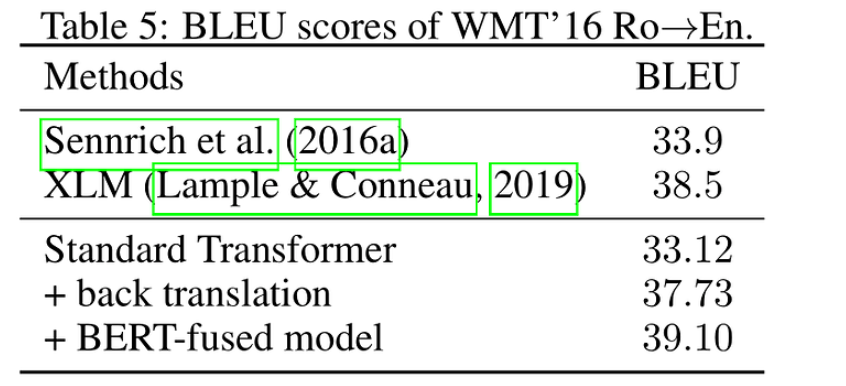 Table 5: BLEU scores of WMT'16 Ro→En.
Methods BLEU
Sennrich et al. (2016a) 33.9
XLM (Lample & Conneau, 2019) 38.5
Standard Transformer 33.12
+ back translation 37.73
+ BERT-fused model 39.10